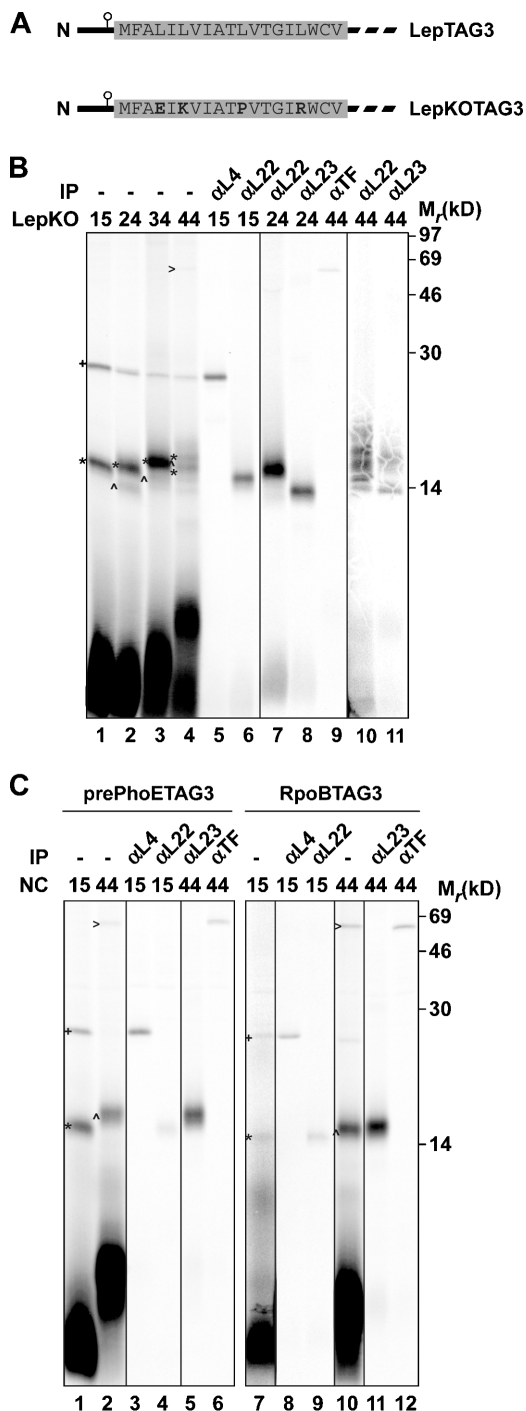 A
N MFALILVIATLVTGILWCV LepTAG3
N MFAEIKVIATPVTGIRWCV LepKOTAG3
B
IP - - - - αL4 αL22 αL22 αL23 αTF αL22 αL23
LepKO 15 24 34 44 15 15 24 24 44 44 44 Mr(kD)
97
69
>
46
30
+
* * * *
^ ^ ^ *
14
1 2 3 4 5 6 7 8 9 10 11
C
prePhoETAG3 RpoBTAG3
IP - - αL4 αL22 αL23 αTF - αL4 αL22 - αL23 αTF
NC 15 44 15 15 44 44 15 15 15 44 44 44 Mr(kD)
> > 69
46
30
+ +
^
* * ^ 14
1 2 3 4 5 6 7 8 9 10 11 12